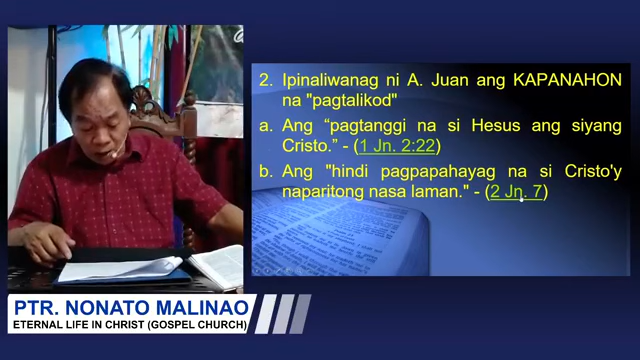 2. Ipinaliwanag ni A. Juan ang KAPANAHON
na "pagtalikod"
a. Ang “pagtanggi na si Hesus ang siyang
Cristo.” - (1 Jn. 2:22)
b. Ang "hindi pagpapahayag na si Cristo'y
naparitong nasa laman." - (2 Jn. 7)
PTR. NONATO MALINAO
ETERNAL LIFE IN CHRIST (GOSPEL CHURCH)